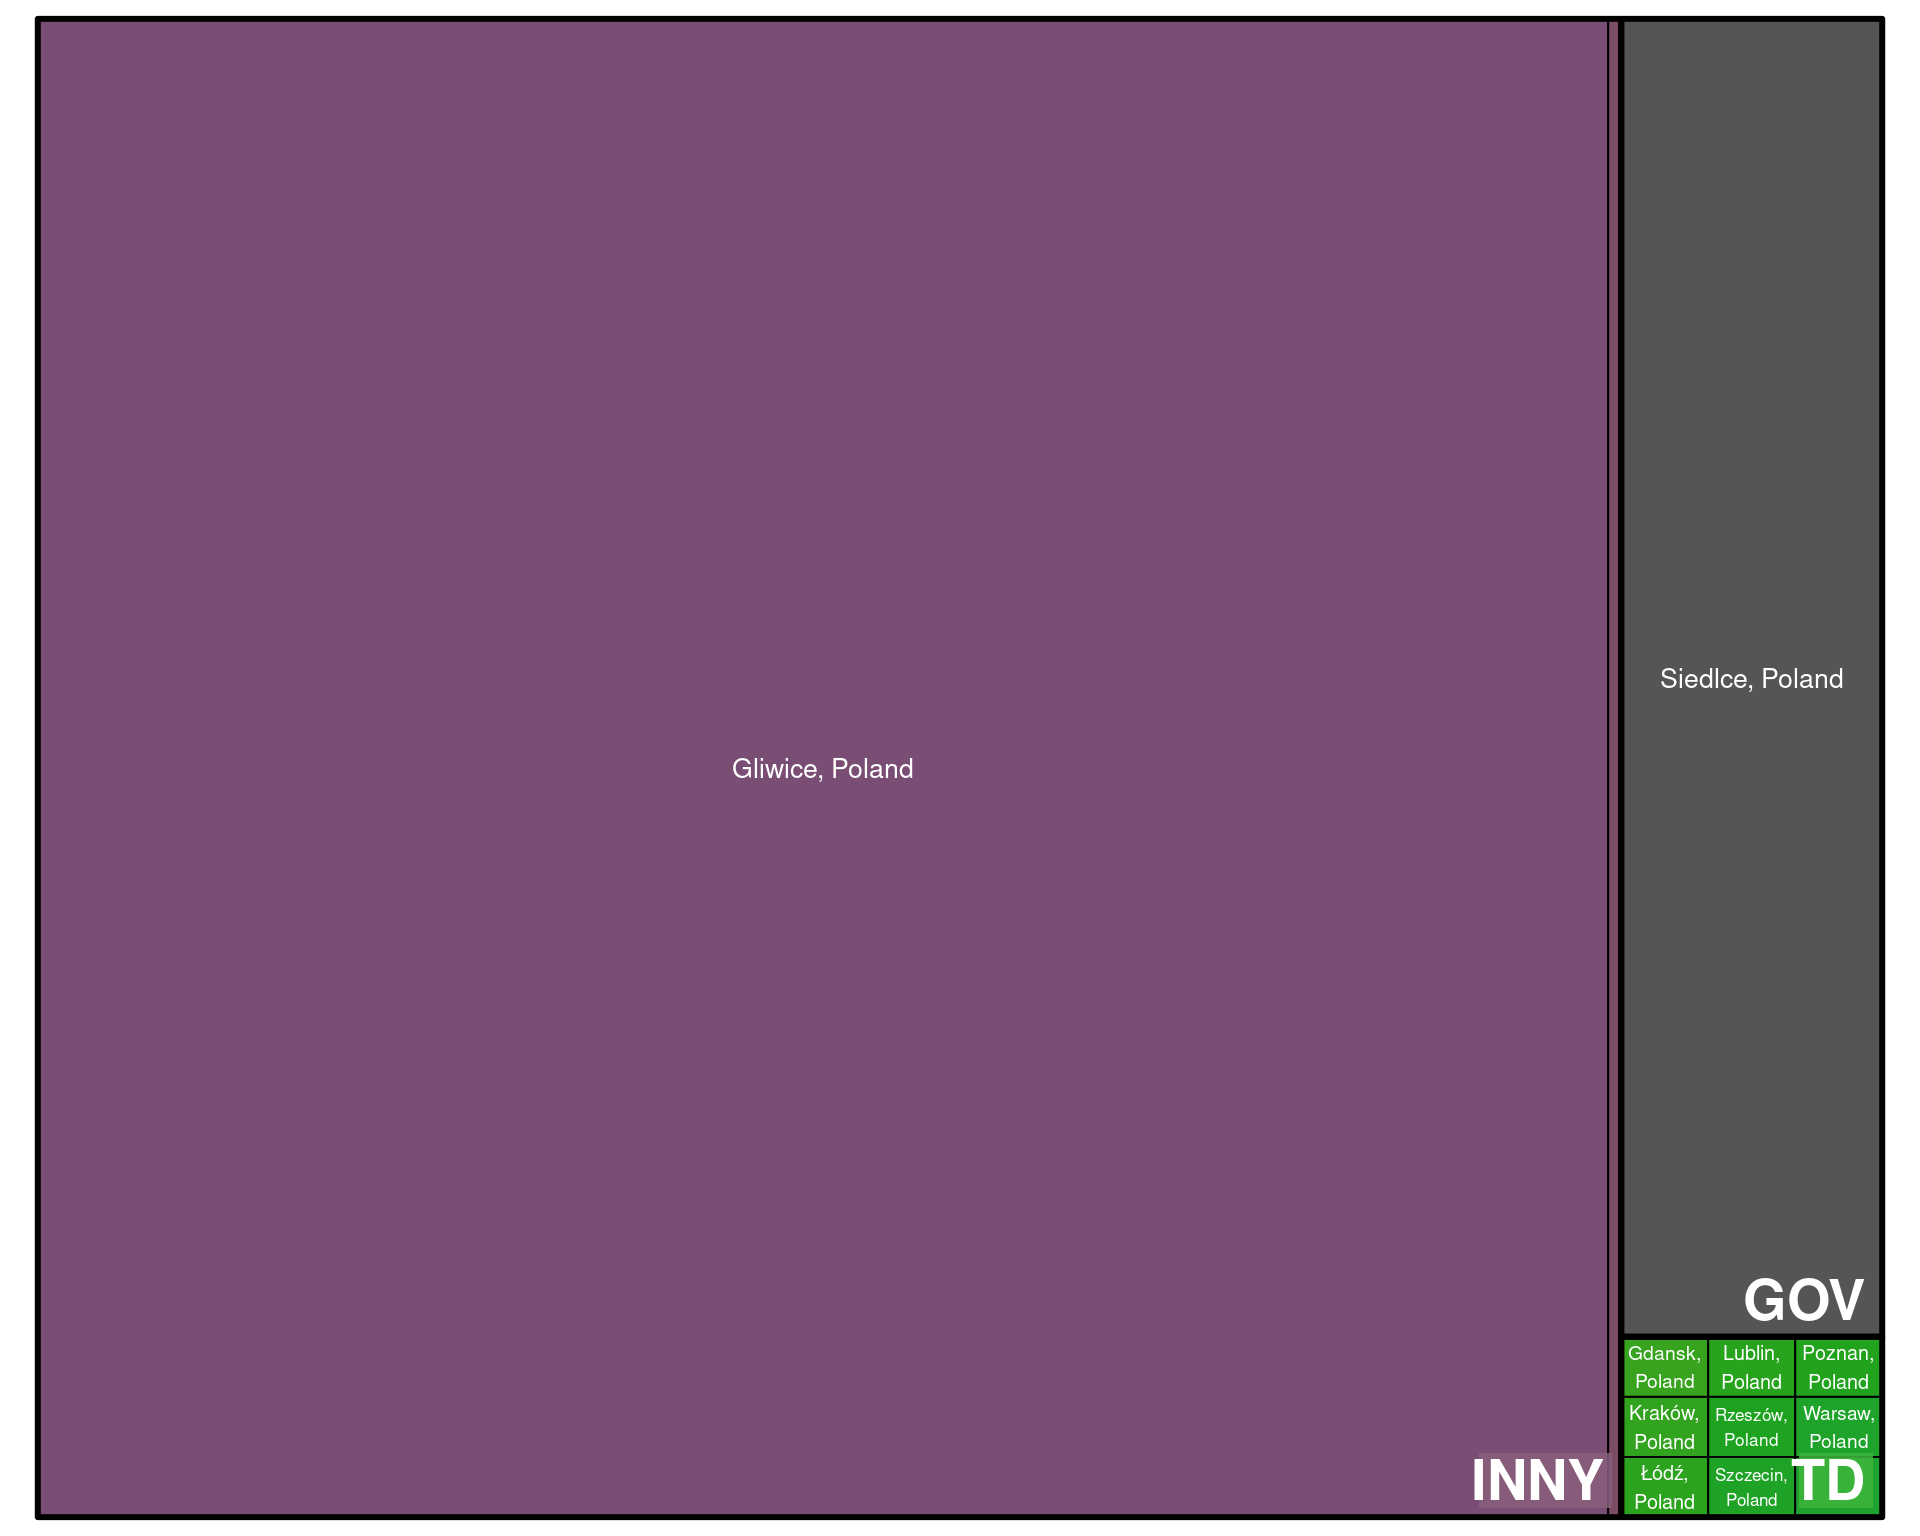 Gliwice, Poland
INNY
Siedlce, Poland
GOV
Gdansk,
Poland
Lublin,
Poland
Poznan,
Poland
Kraków,
Poland
Rzeszów,
Poland
Warsaw,
Poland
Łódź,
Poland
Szczecin,
Poland
TD